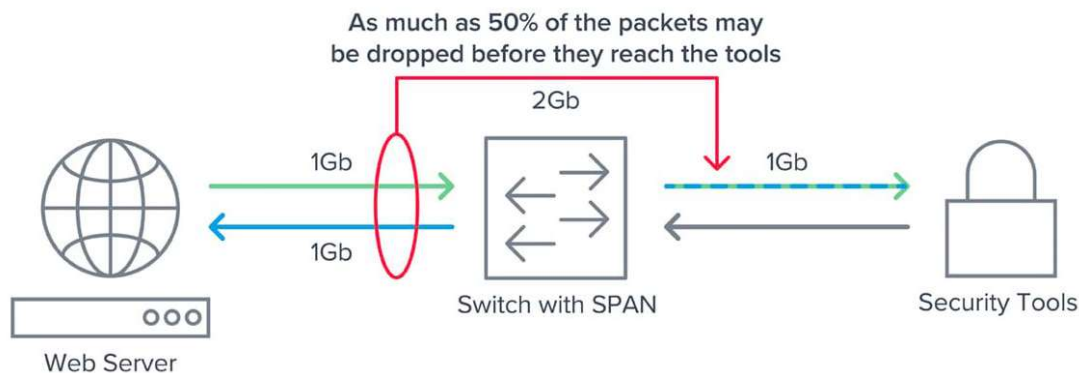 As much as 50% of the packets may
be dropped before they reach the tools
2Gb
1Gb
1Gb
1Gb
Switch with SPAN
Security Tools
Web Server